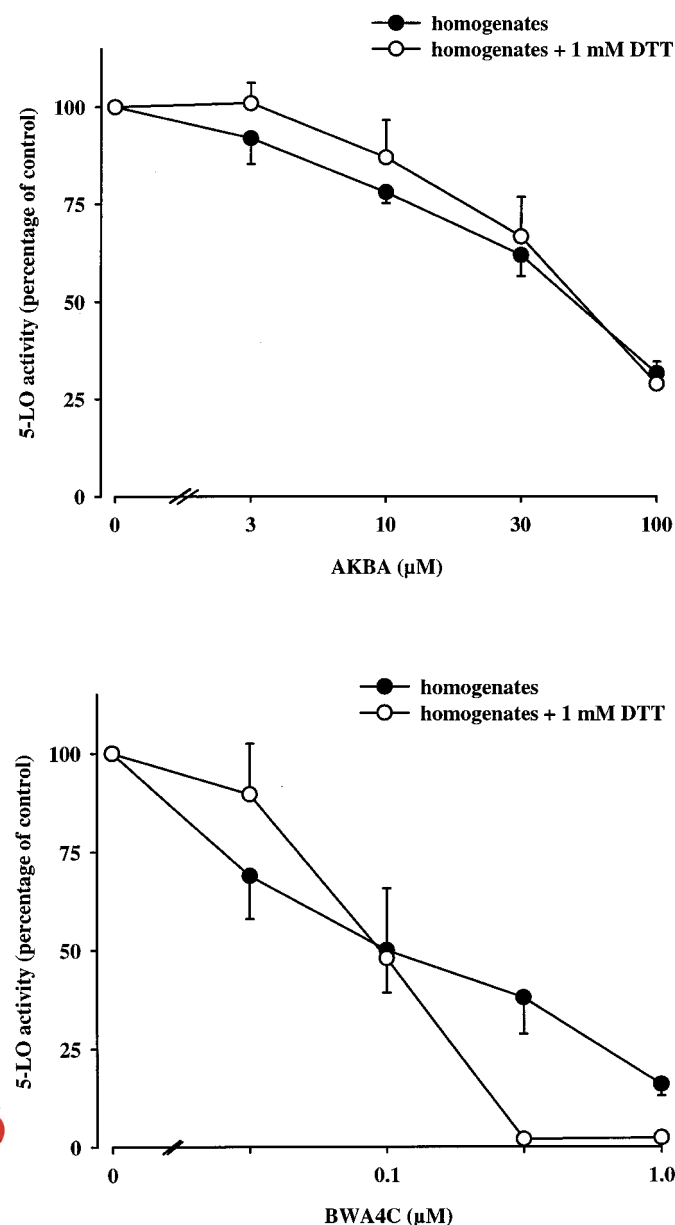 homogenates
homogenates + 1 mM DTT
100
75
50
25
0
5-LO activity (percentage of control)
0 3 10 30 100
AKBA (µM)
homogenates
homogenates + 1 mM DTT
100
75
50
25
0
5-LO activity (percentage of control)
0 0.1 1.0
BWA4C (µM)